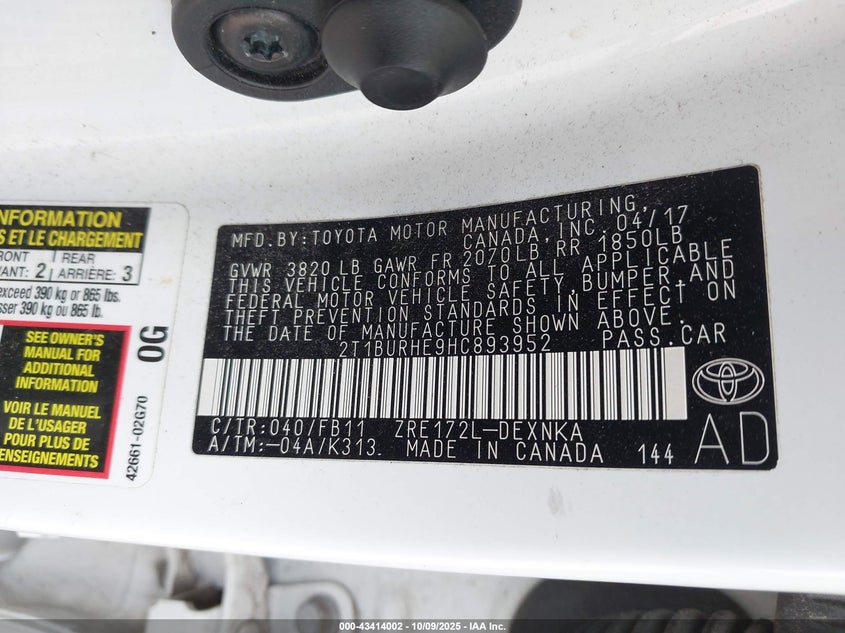 NFORMATION
S ET LE CHARGEMENT
RONT
VANT: 2
REAR
ARRIÈRE: 3
exceed 390 kg or 865 lbs.
sser 390 kg ou 865 lb.
SEE OWNER'S
MANUAL FOR
ADDITIONAL
INFORMATION
VOIR LE MANUEL
DE L'USAGER
POUR PLUS DE
ENSEIGNEMENTS
0G
42661-02G70
MFD.BY:TOYOTA MOTOR MANUFACTURING,
CANADA, INC. 04/17
GVWR 3820 LB GAWR FR 2070LB RR 1850LB
THIS VEHICLE CONFORMS TO ALL APPLICABLE
FEDERAL MOTOR VEHICLE SAFETY, BUMPER, AND
THEFT PREVENTION STANDARDS IN EFFECT ON
THE DATE OF MANUFACTURE SHOWN ABOVE.
2T1BURHE9HC893952 PASS.CAR
C/TR:040/FB11 ZRE172L-DEXNKA
A/TM:-04A/K313 MADE IN CANADA 144
AD
000-43414002 - 10/09/2025 - IAA Inc.